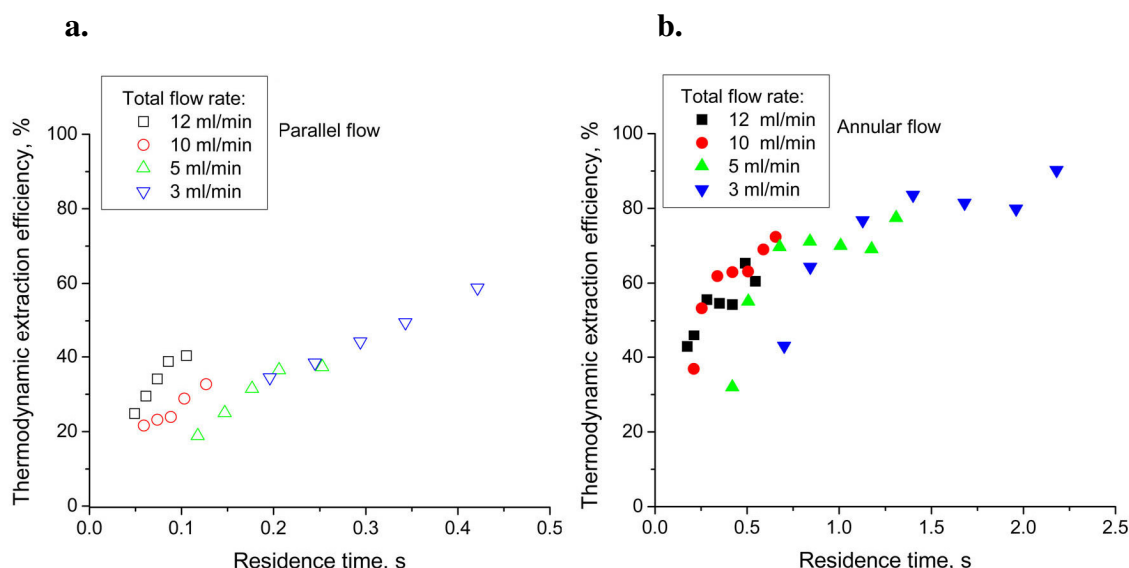 a.
Total flow rate:
12 ml/min
10 ml/min
5 ml/min
3 ml/min
Parallel flow
Thermodynamic extraction efficiency, %
100
80
60
40
20
0
0.0 0.1 0.2 0.3 0.4 0.5
Residence time, s
b.
Total flow rate:
12 ml/min
10 ml/min
5 ml/min
3 ml/min
Annular flow
Thermodynamic extraction efficiency, %
100
80
60
40
20
0
0.0 0.5 1.0 1.5 2.0 2.5
Residence time, s